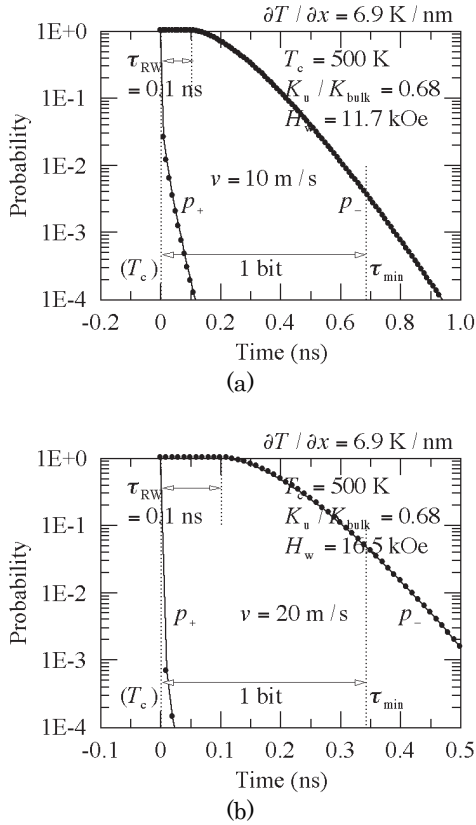 ∂T / ∂x = 6.9 K / nm
1E+0
τRW
= 0.1 ns
Tc = 500 K
Ku / Kbulk = 0.68
Hw = 11.7 kOe
1E-1
Probability
1E-2
v = 10 m / s
p+
p−
1E-3
(Tc)
1 bit
τmin
1E-4
-0.2 0 0.2 0.4 0.6 0.8 1.0
Time (ns)
(a)
∂T / ∂x = 6.9 K / nm
1E+0
τRW
= 0.1 ns
Tc = 500 K
Ku / Kbulk = 0.68
Hw = 16.5 kOe
1E-1
Probability
1E-2
p+
v = 20 m / s
p−
1E-3
(Tc)
1 bit
τmin
1E-4
-0.1 0 0.1 0.2 0.3 0.4 0.5
Time (ns)
(b)